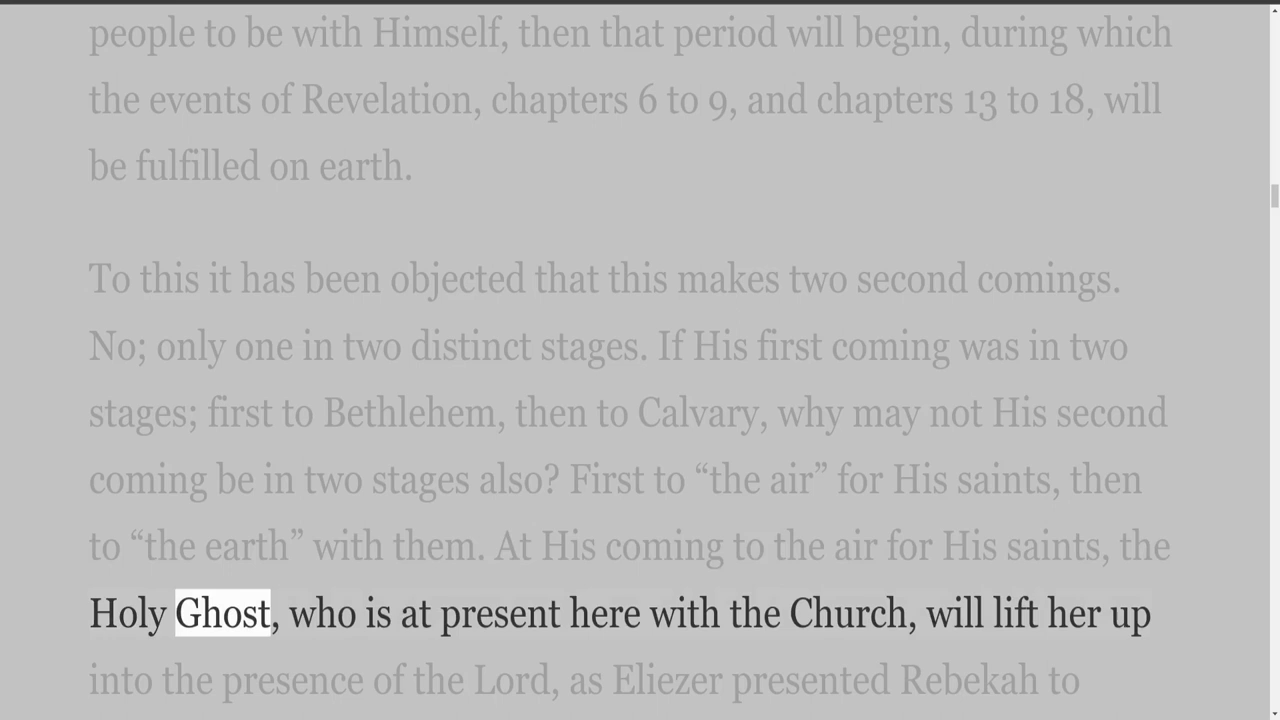 people to be with Himself, then that period will begin, during which
the events of Revelation, chapters 6 to 9, and chapters 13 to 18, will
be fulfilled on earth.
To this it has been objected that this makes two second comings.
No; only one in two distinct stages. If His first coming was in two
stages; first to Bethlehem, then to Calvary, why may not His second
coming be in two stages also? First to “the air” for His saints, then
to “the earth” with them. At His coming to the air for His saints, the
Holy Ghost, who is at present here with the Church, will lift her up
into the presence of the Lord, as Eliezer presented Rebekah to